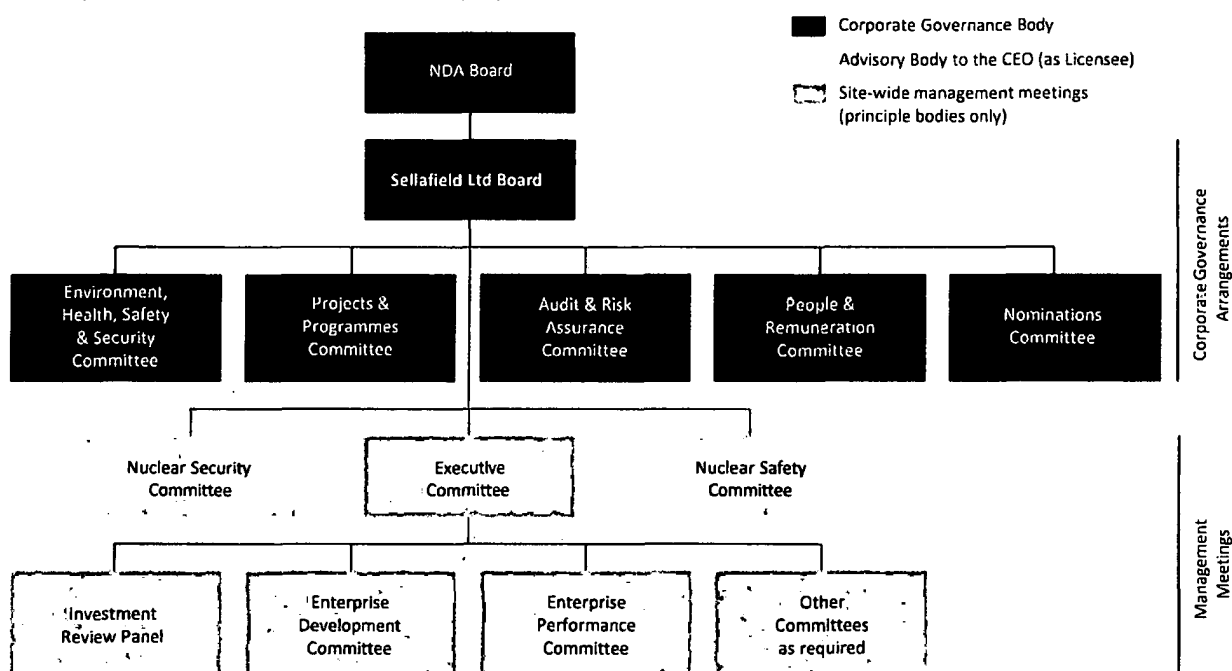 Corporate Governance Body
Advisory Body to the CEO (as Licensee)
Site-wide management meetings
(principle bodies only)
NDA Board
Sellafield Ltd Board
Corporate Governance
Arrangements
Environment,
Health, Safety
& Security
Committee
Projects &
Programmes
Committee
Audit & Risk
Assurance
Committee
People &
Remuneration
Committee
Nominations
Committee
Nuclear Security
Committee
Executive
Committee
Nuclear Safety
Committee
Management
Meetings
Investment
Review Panel
Enterprise
Development
Committee
Enterprise
Performance
Committee
Other
Committees
as required